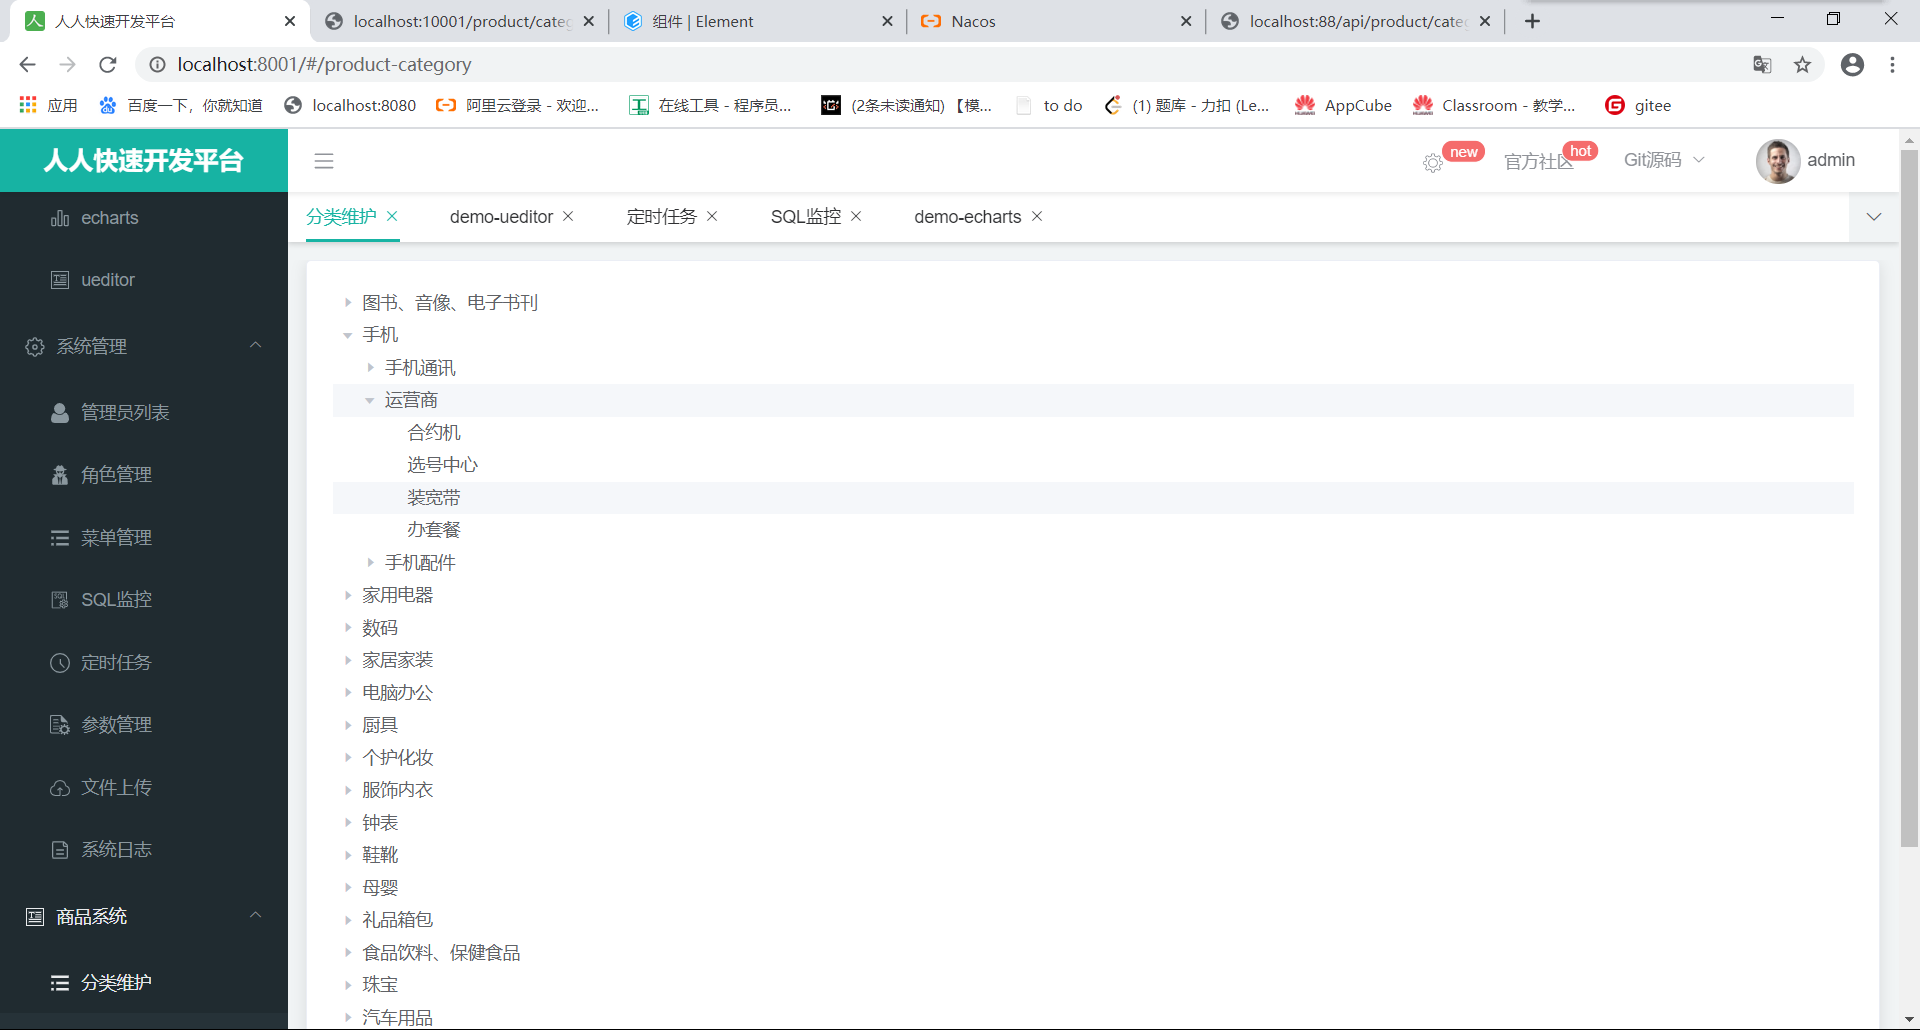 人人快速开发平台
localhost:10001/product/categ
组件 | Element
Nacos
localhost:88/api/product/cate
localhost:8001/#/product-category
应用
百度一下，你就知道
localhost:8080
阿里云登录 - 欢迎...
在线工具 - 程序员...
(2条未读通知) 【模...
to do
(1) 题库 - 力扣 (Le...
AppCube
Classroom - 教学...
gitee
人人快速开发平台
new
官方社区
hot
Git源码
admin
echarts
ueditor
系统管理
管理员列表
角色管理
菜单管理
SQL监控
定时任务
参数管理
文件上传
系统日志
商品系统
分类维护
分类维护
demo-ueditor
定时任务
SQL监控
demo-echarts
图书、音像、电子书刊
手机
手机通讯
运营商
合约机
选号中心
装宽带
办套餐
手机配件
家用电器
数码
家居家装
电脑办公
厨具
个护化妆
服饰内衣
钟表
鞋靴
母婴
礼品箱包
食品饮料、保健食品
珠宝
汽车用品